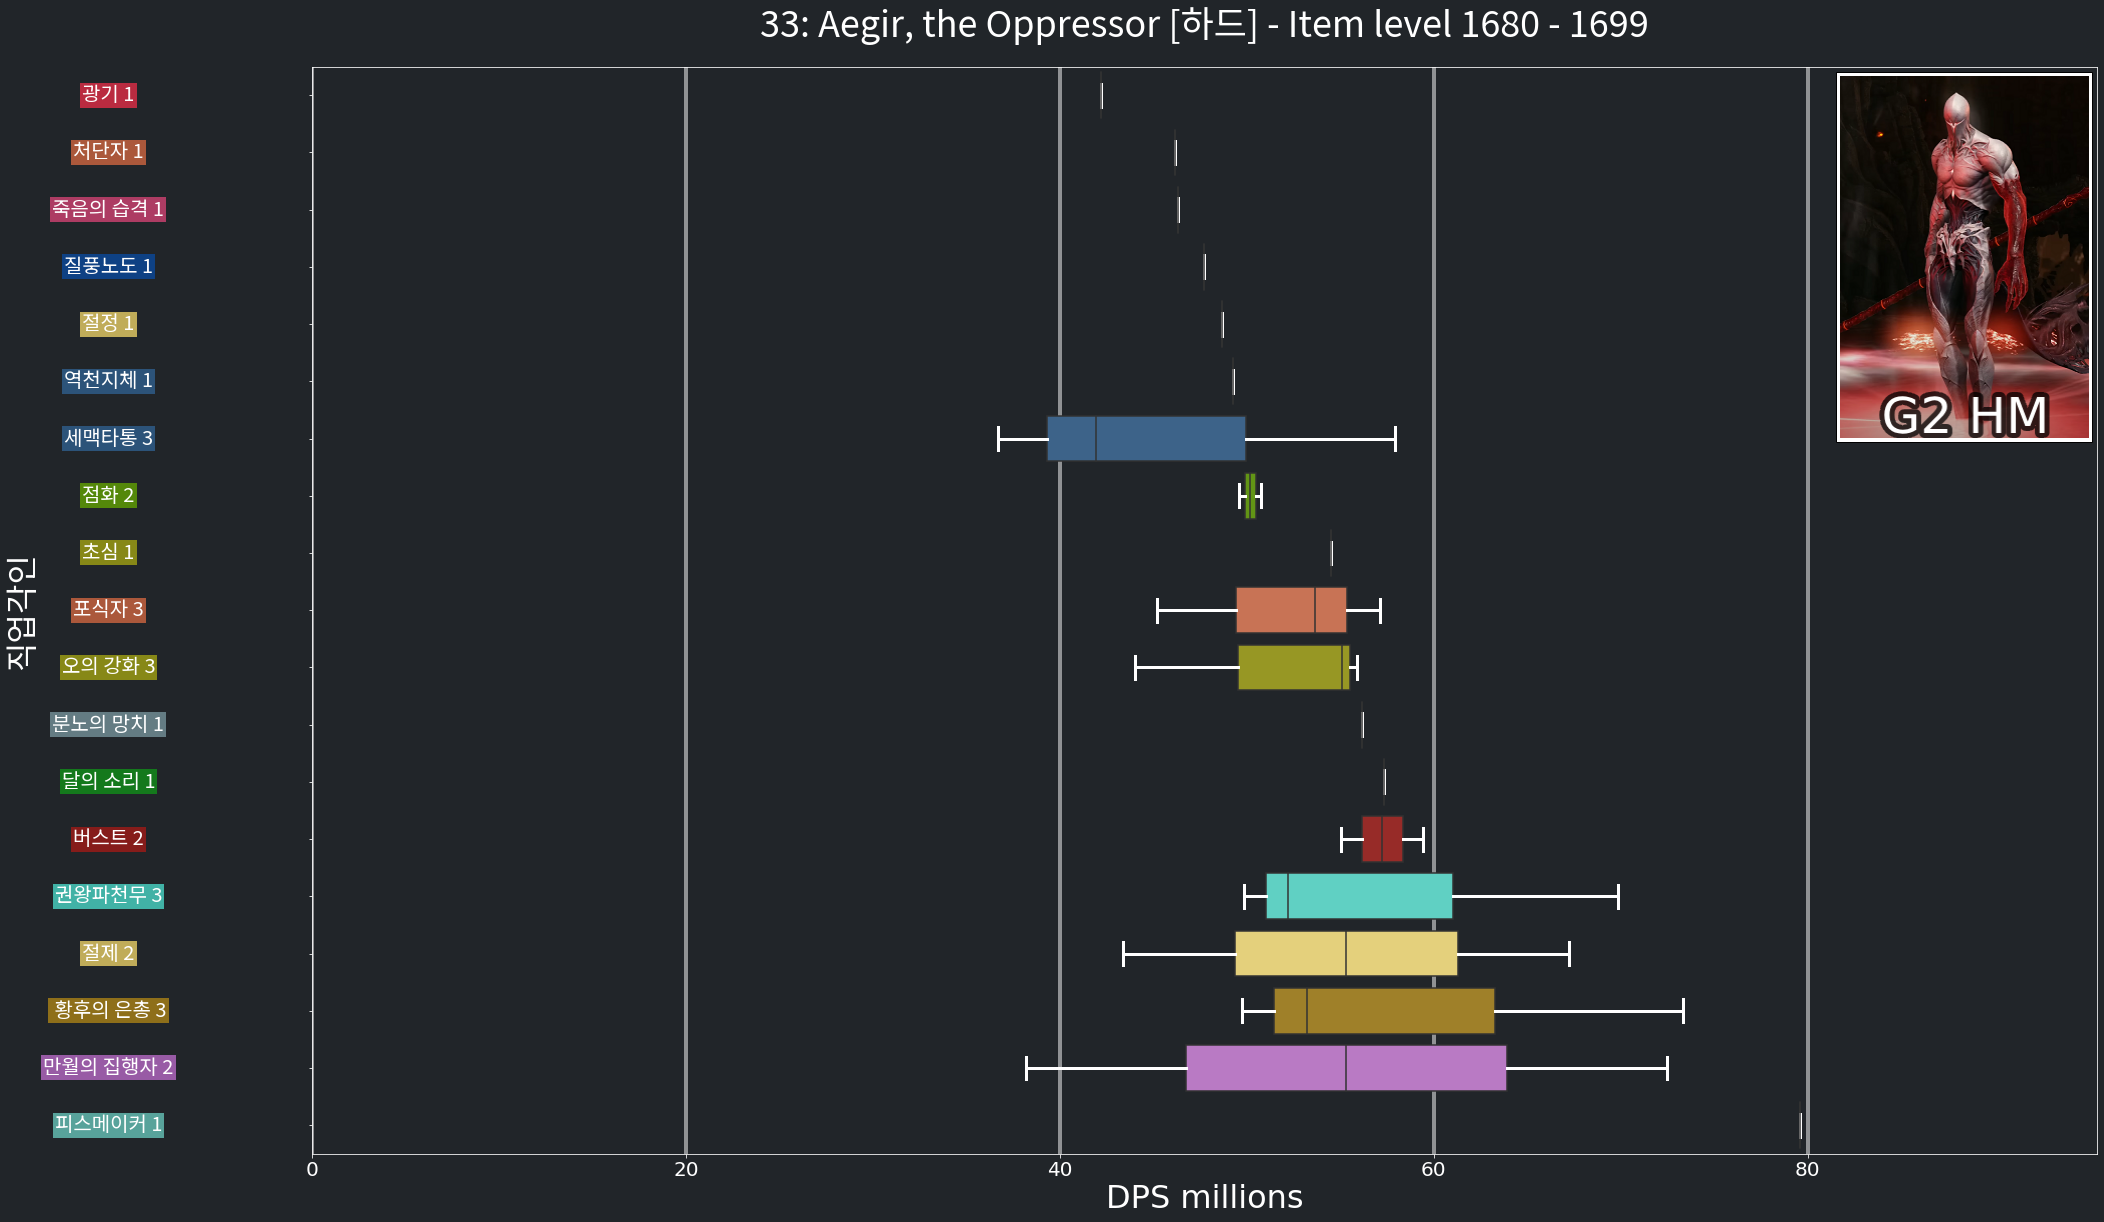 33: Aegir, the Oppressor [하드] - Item level 1680 - 1699
광기 1
처단자 1
죽음의 습격 1
질풍노도 1
절정 1
역천지체 1
세맥타통 3
점화 2
초심 1
포식자 3
오의 강화 3
분노의 망치 1
달의 소리 1
버스트 2
권왕파천무 3
절제 2
황후의 은총 3
만월의 집행자 2
피스메이커 1
직업각인
G2 HM
0 20 40 60 80
DPS millions